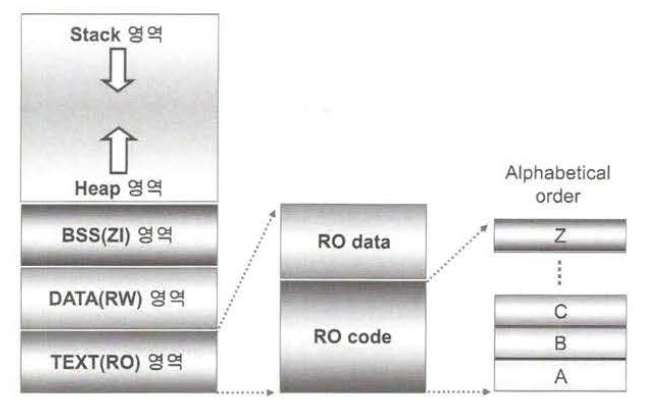 Stack 영역
Heap 영역
BSS(ZI) 영역
DATA(RW) 영역
TEXT(RO) 영역
RO data
RO code
Alphabetical
order
Z
C
B
A